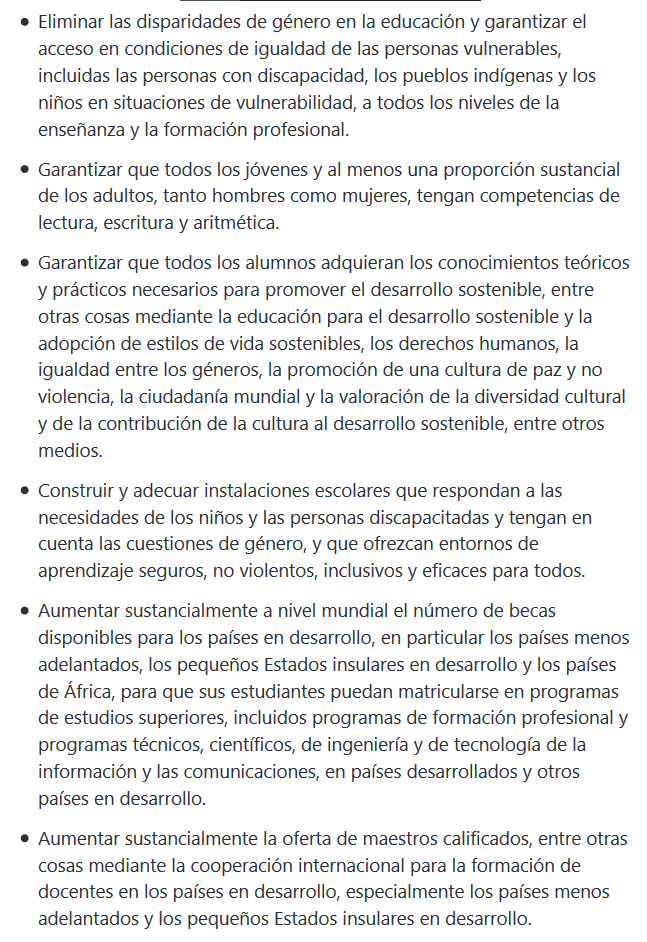 • Eliminar las disparidades de género en la educación y garantizar el
acceso en condiciones de igualdad de las personas vulnerables,
incluidas las personas con discapacidad, los pueblos indígenas y los
niños en situaciones de vulnerabilidad, a todos los niveles de la
enseñanza y la formación profesional.
• Garantizar que todos los jóvenes y al menos una proporción sustancial
de los adultos, tanto hombres como mujeres, tengan competencias de
lectura, escritura y aritmética.
• Garantizar que todos los alumnos adquieran los conocimientos teóricos
y prácticos necesarios para promover el desarrollo sostenible, entre
otras cosas mediante la educación para el desarrollo sostenible y la
adopción de estilos de vida sostenibles, los derechos humanos, la
igualdad entre los géneros, la promoción de una cultura de paz y no
violencia, la ciudadanía mundial y la valoración de la diversidad cultural
y de la contribución de la cultura al desarrollo sostenible, entre otros
medios.
• Construir y adecuar instalaciones escolares que respondan a las
necesidades de los niños y las personas discapacitadas y tengan en
cuenta las cuestiones de género, y que ofrezcan entornos de
aprendizaje seguros, no violentos, inclusivos y eficaces para todos.
• Aumentar sustancialmente a nivel mundial el número de becas
disponibles para los países en desarrollo, en particular los países menos
adelantados, los pequeños Estados insulares en desarrollo y los países
de África, para que sus estudiantes puedan matricularse en programas
de estudios superiores, incluidos programas de formación profesional y
programas técnicos, científicos, de ingeniería y de tecnología de la
información y las comunicaciones, en países desarrollados y otros
países en desarrollo.
• Aumentar sustancialmente la oferta de maestros calificados, entre otras
cosas mediante la cooperación internacional para la formación de
docentes en los países en desarrollo, especialmente los países menos
adelantados y los pequeños Estados insulares en desarrollo.